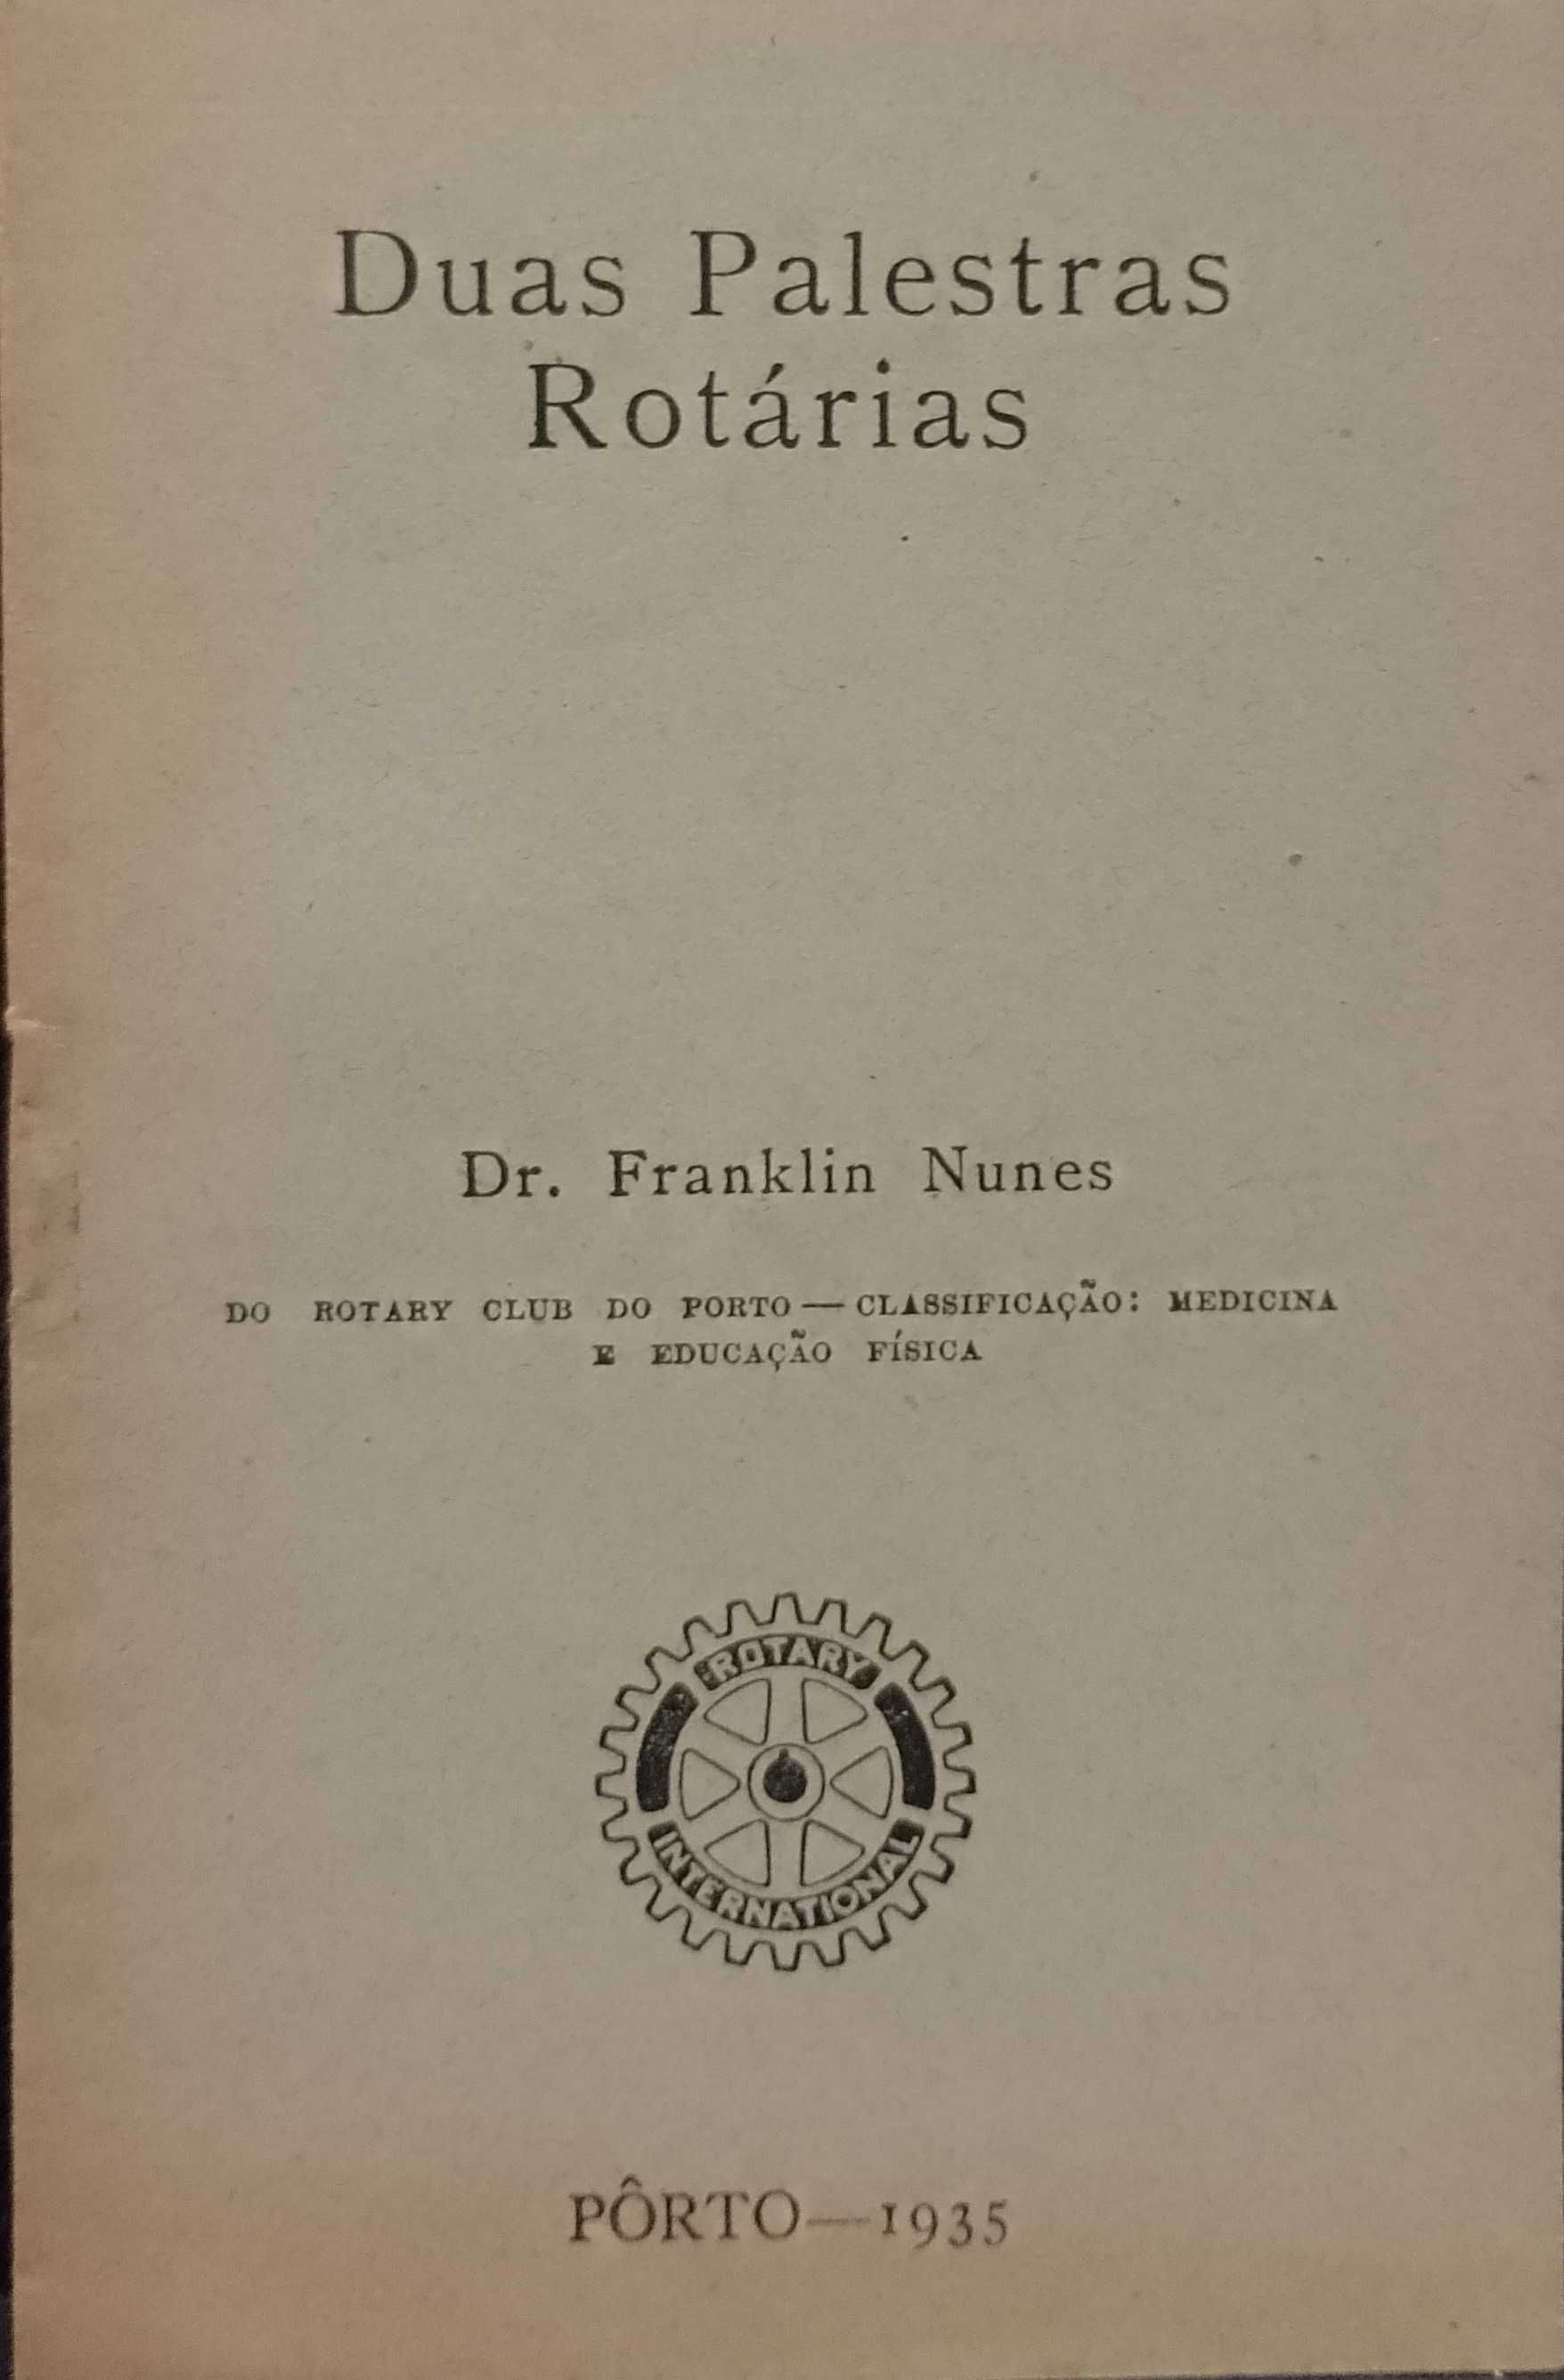 Duas Palestras
Rotárias
Dr. Franklin Nunes
DO ROTARY CLUB DO PORTO — CLASSIFICAÇÃO: MEDICINA
E EDUCAÇÃO FÍSICA
ROTARY
INTERNATIONAL
PÔRTO—1935